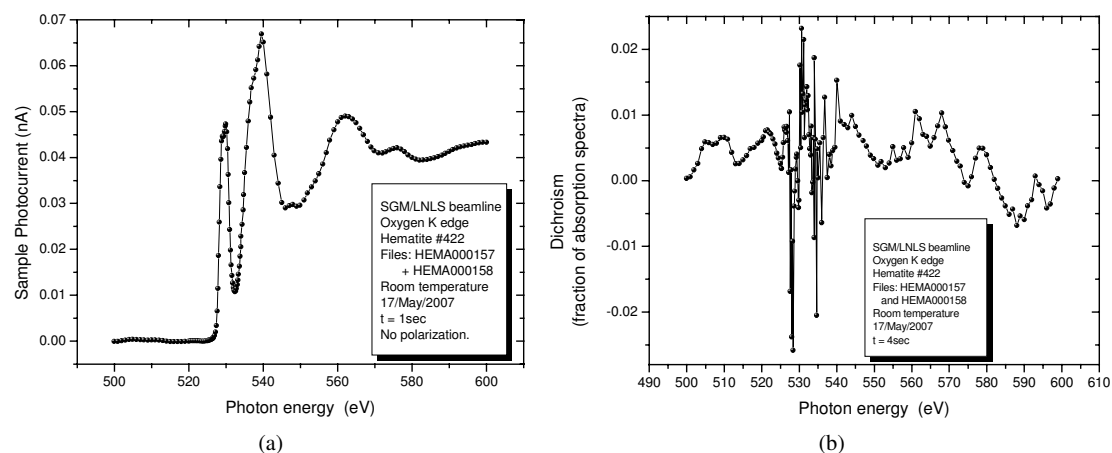 0.07
0.06
0.05
0.04
0.03
0.02
0.01
0.00
Sample Photocurrent (nA)
500 520 540 560 580 600
Photon energy (eV)
SGM/LNLS beamline
Oxygen K edge
Hematite #422
Files: HEMA000157
+ HEMA000158
Room temperature
17/May/2007
t = 1sec
No polarization.
(a)
0.02
0.01
0.00
-0.01
-0.02
Dichroism
(fraction of absorption spectra)
490 500 510 520 530 540 550 560 570 580 590 600 610
Photon energy (eV)
SGM/LNLS beamline
Oxygen K edge
Hematite #422
Files: HEMA000157
and HEMA000158
Room temperature
17/May/2007
t = 4sec
(b)